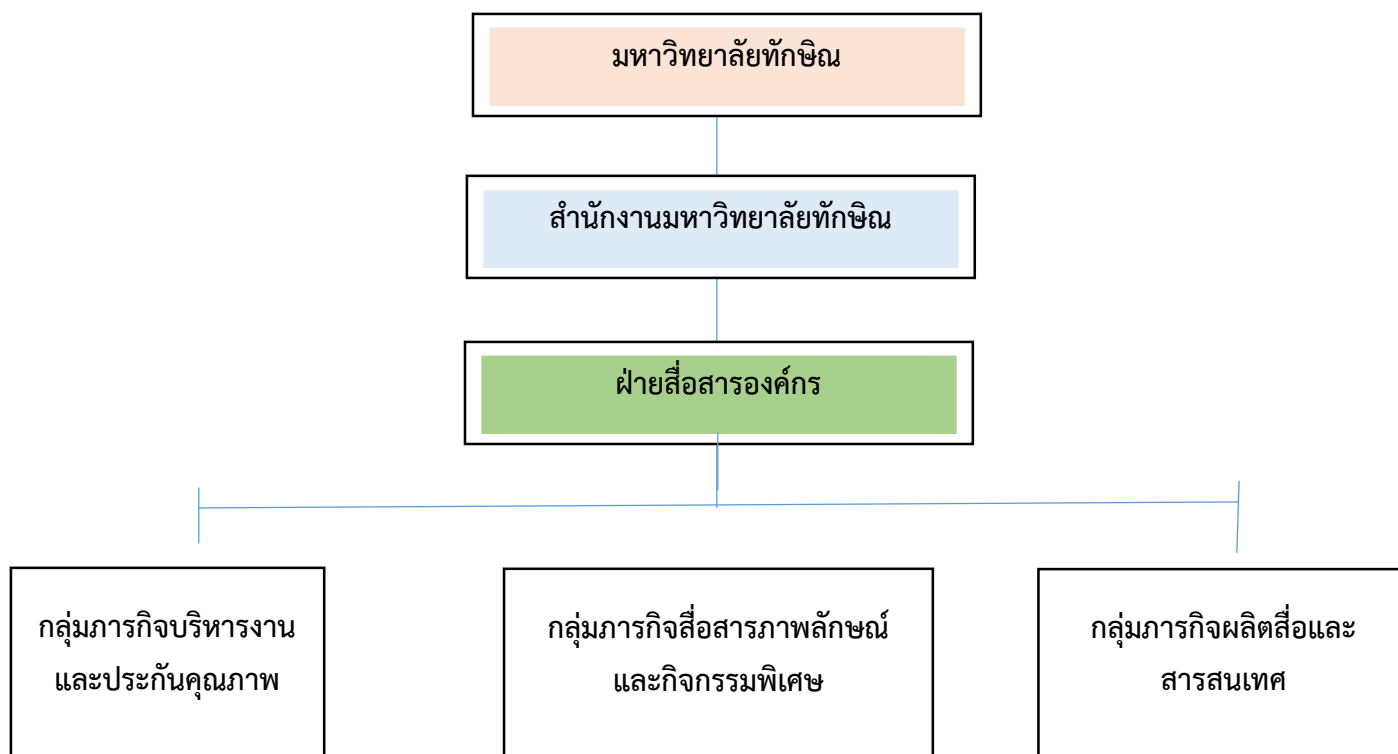 มหาวิทยาลัยทักษิณ
สำนักงานมหาวิทยาลัยทักษิณ
ฝ่ายสื่อสารองค์กร
กลุ่มภารกิจบริหารงาน
และประกันคุณภาพ
กลุ่มภารกิจสื่อสารภาพลักษณ์
และกิจกรรมพิเศษ
กลุ่มภารกิจผลิตสื่อและ
สารสนเทศ